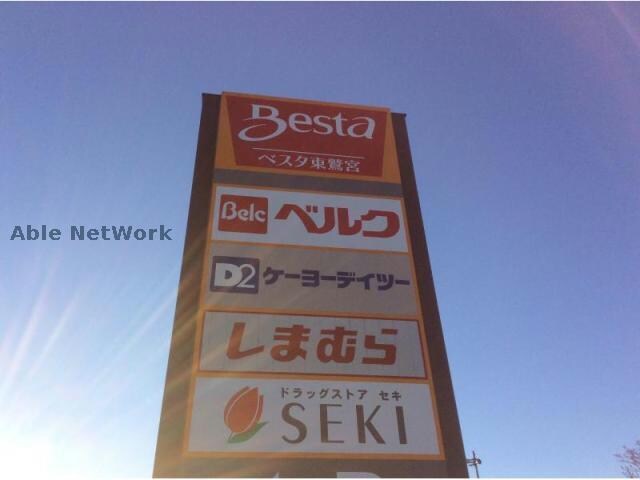 Besta
ベスタ東鷲宮
Belc ベルク
Able NetWork
D2 ケーヨーデイツー
しまむら
ドラッグストア セキ
SEKI